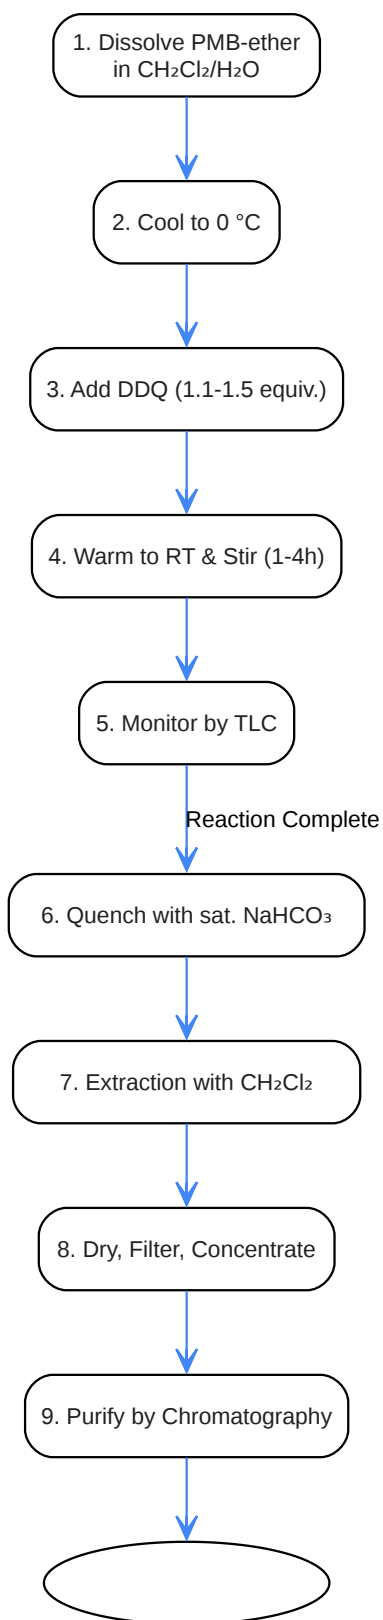 1. Dissolve PMB-ether
in CH₂Cl₂/H₂O
2. Cool to 0 °C
3. Add DDQ (1.1-1.5 equiv.)
4. Warm to RT & Stir (1-4h)
5. Monitor by TLC
Reaction Complete
6. Quench with sat. NaHCO₃
7. Extraction with CH₂Cl₂
8. Dry, Filter, Concentrate
9. Purify by Chromatography